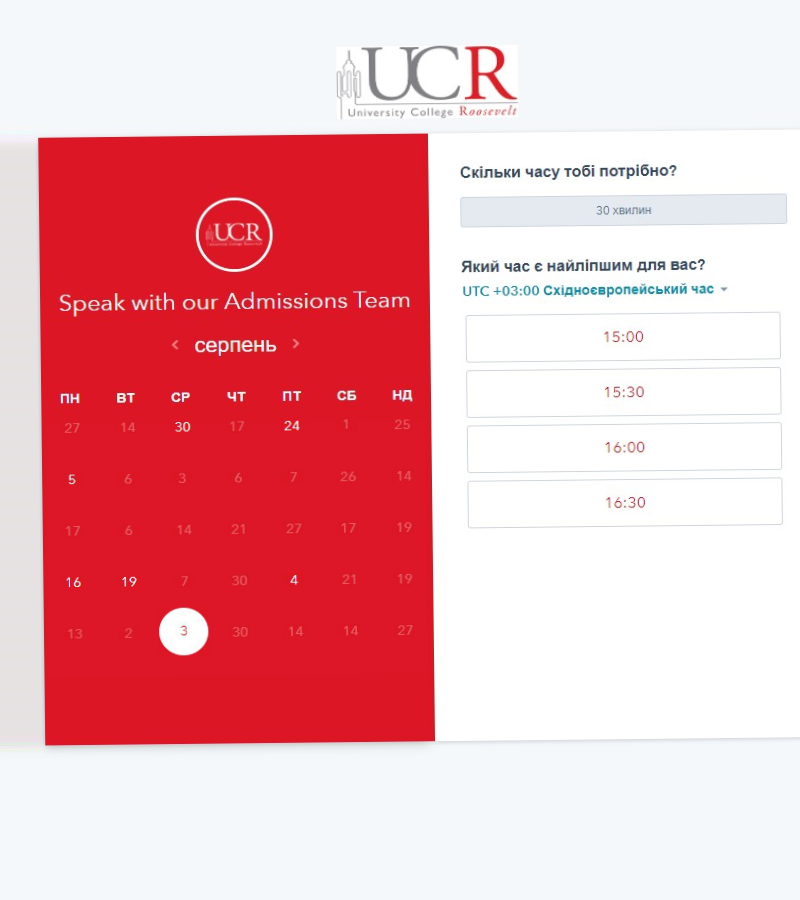 UCR
University College Roosevelt
UCR
University College Roosevelt
Speak with our Admissions Team
серпень
ПН ВТ СР ЧТ ПТ СБ НД
27 14 30 17 24 1 25
5 6 3 6 7 26 14
17 6 14 21 27 17 19
16 19 7 30 4 21 19
13 2 3 30 14 14 27
Скільки часу тобі потрібно?
30 хвилин
Який час є найліпшим для вас?
UTC +03:00 Східноєвропейський час
15:00
15:30
16:00
16:30